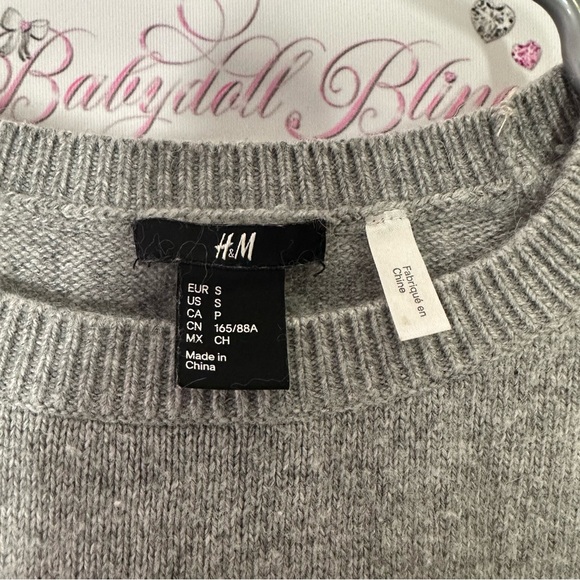 Babydoll Bling
H&M
EUR S
US S
CA P
CN 165/88A
MX CH
Made in
China
Fabriqué en
Chine